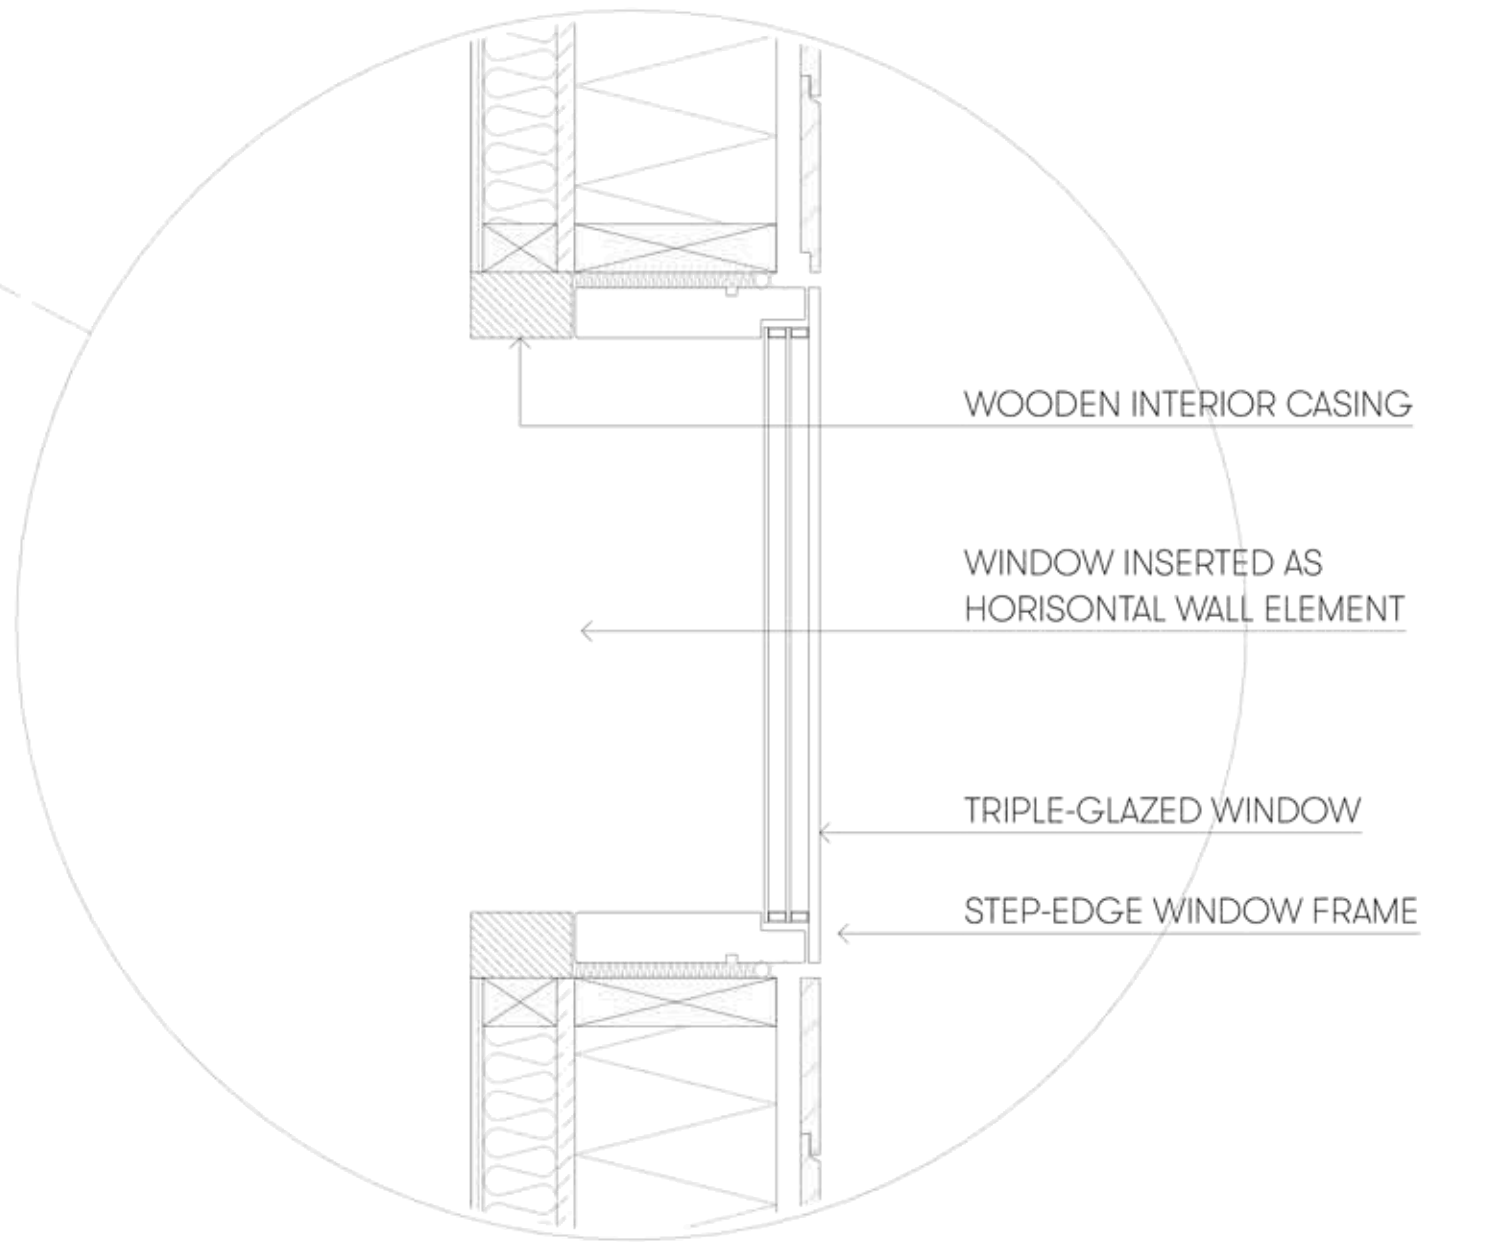 WOODEN INTERIOR CASING
WINDOW INSERTED AS
HORISONTAL WALL ELEMENT
TRIPLE-GLAZED WINDOW
STEP-EDGE WINDOW FRAME